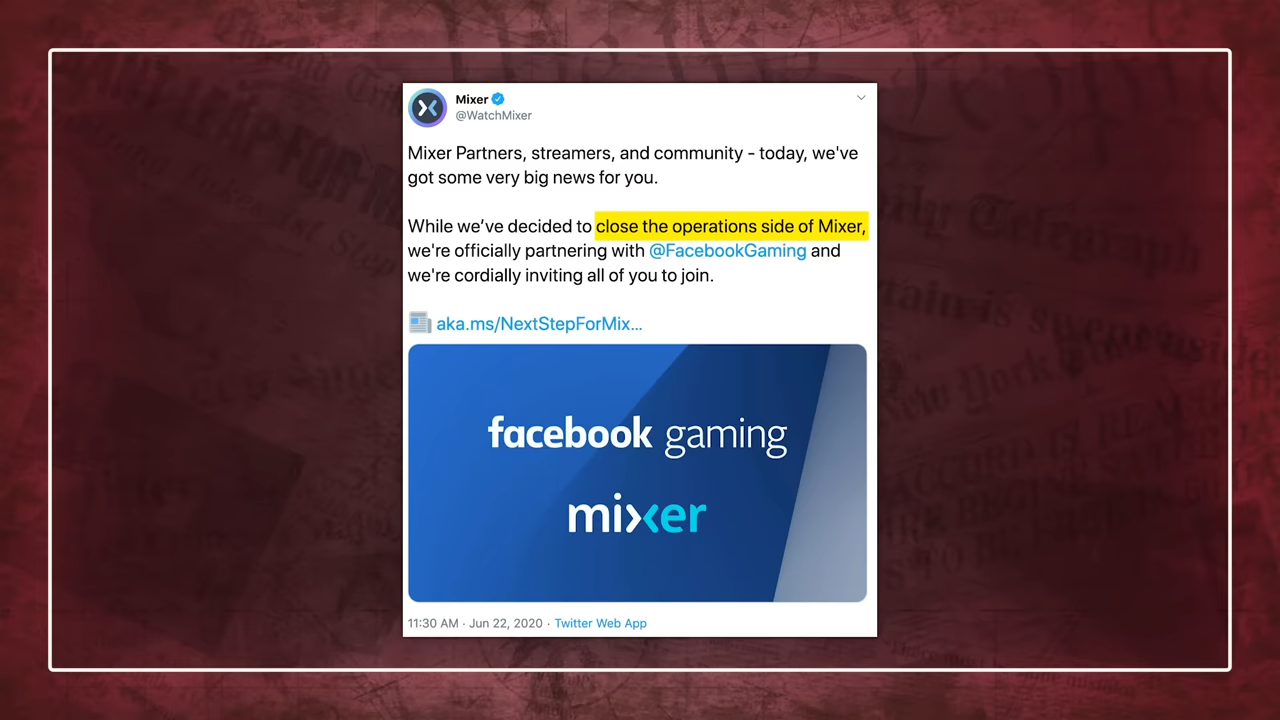 Mixer
@WatchMixer
Mixer Partners, streamers, and community - today, we've
got some very big news for you.
While we’ve decided to close the operations side of Mixer,
we're officially partnering with @FacebookGaming and
we're cordially inviting all of you to join.
aka.ms/NextStepForMix...
facebook gaming
mixer
11:30 AM · Jun 22, 2020 · Twitter Web App